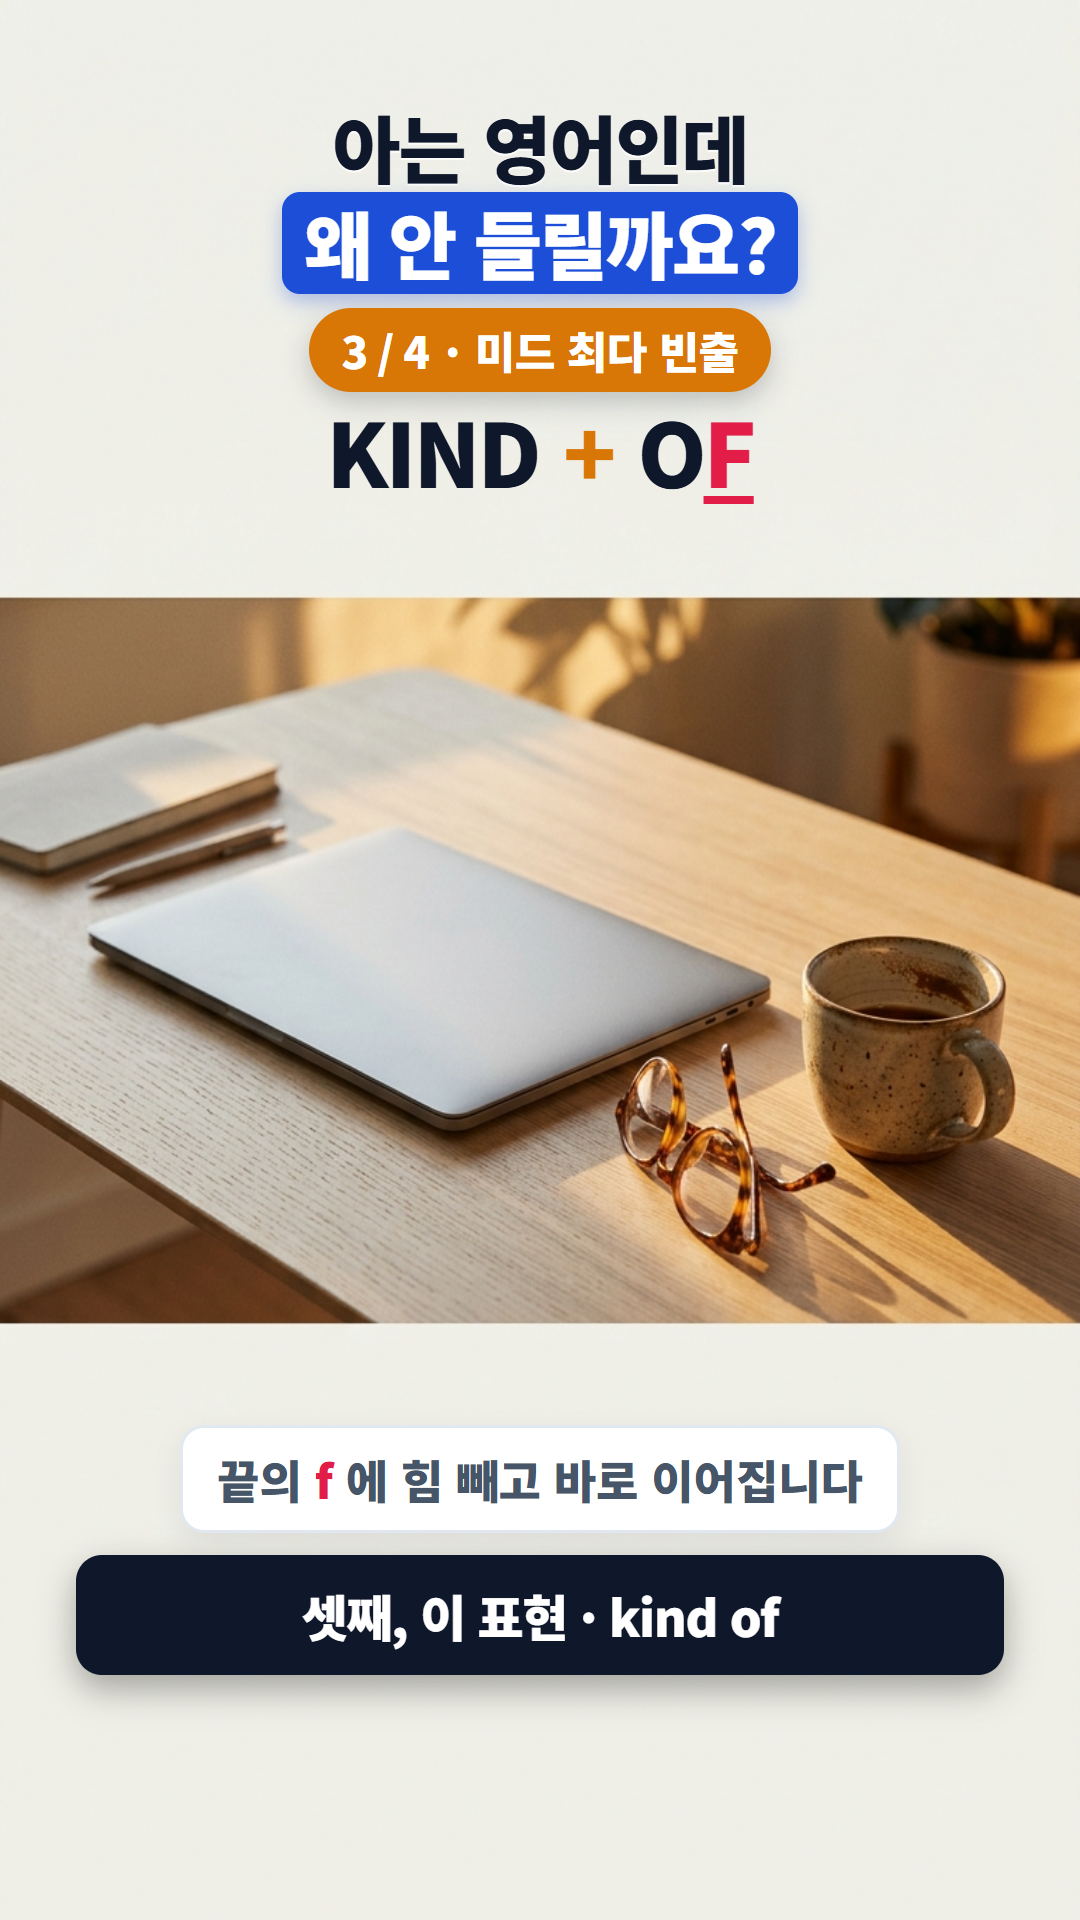 아는 영어인데
왜 안 들릴까요?
3 / 4 · 미드 최다 빈출
KIND + OF
끝의 f 에 힘 빼고 바로 이어집니다
셋째, 이 표현 · kind of